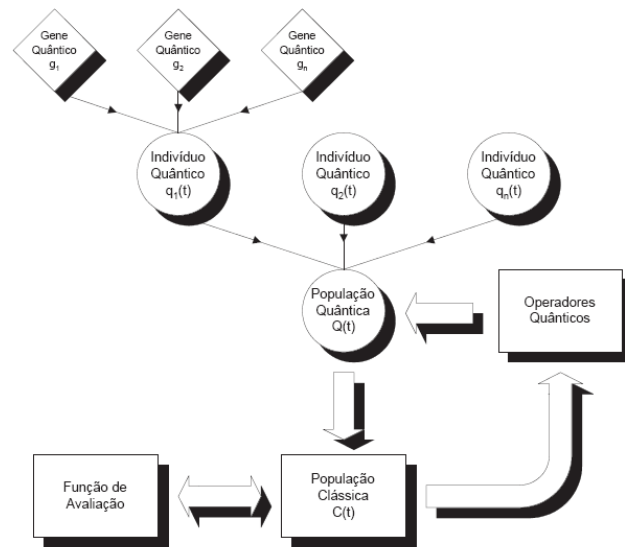 Gene
Quântico
g1
Gene
Quântico
g2
Gene
Quântico
gn
Indivíduo
Quântico
q1(t)
Indivíduo
Quântico
q2(t)
Indivíduo
Quântico
qn(t)
População
Quântica
Q(t)
Operadores
Quânticos
Função de
Avaliação
População
Clássica
C(t)